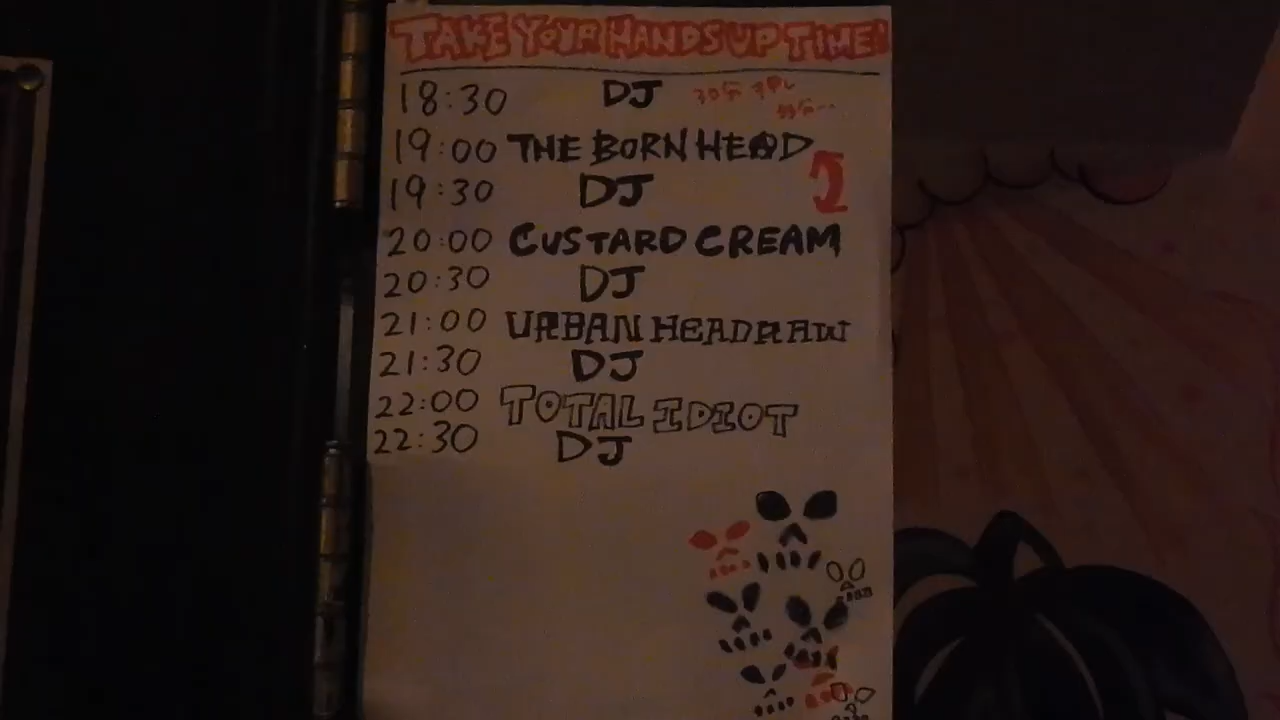 TAKE YOUR HANDS UP TIME!
18:30 DJ
19:00 THE BORN HEAD
19:30 DJ
20:00 CUSTARD CREAM
20:30 DJ
21:00 URBAN HEADRAW
21:30 DJ
22:00 TOTAL IDIOT
22:30 DJ